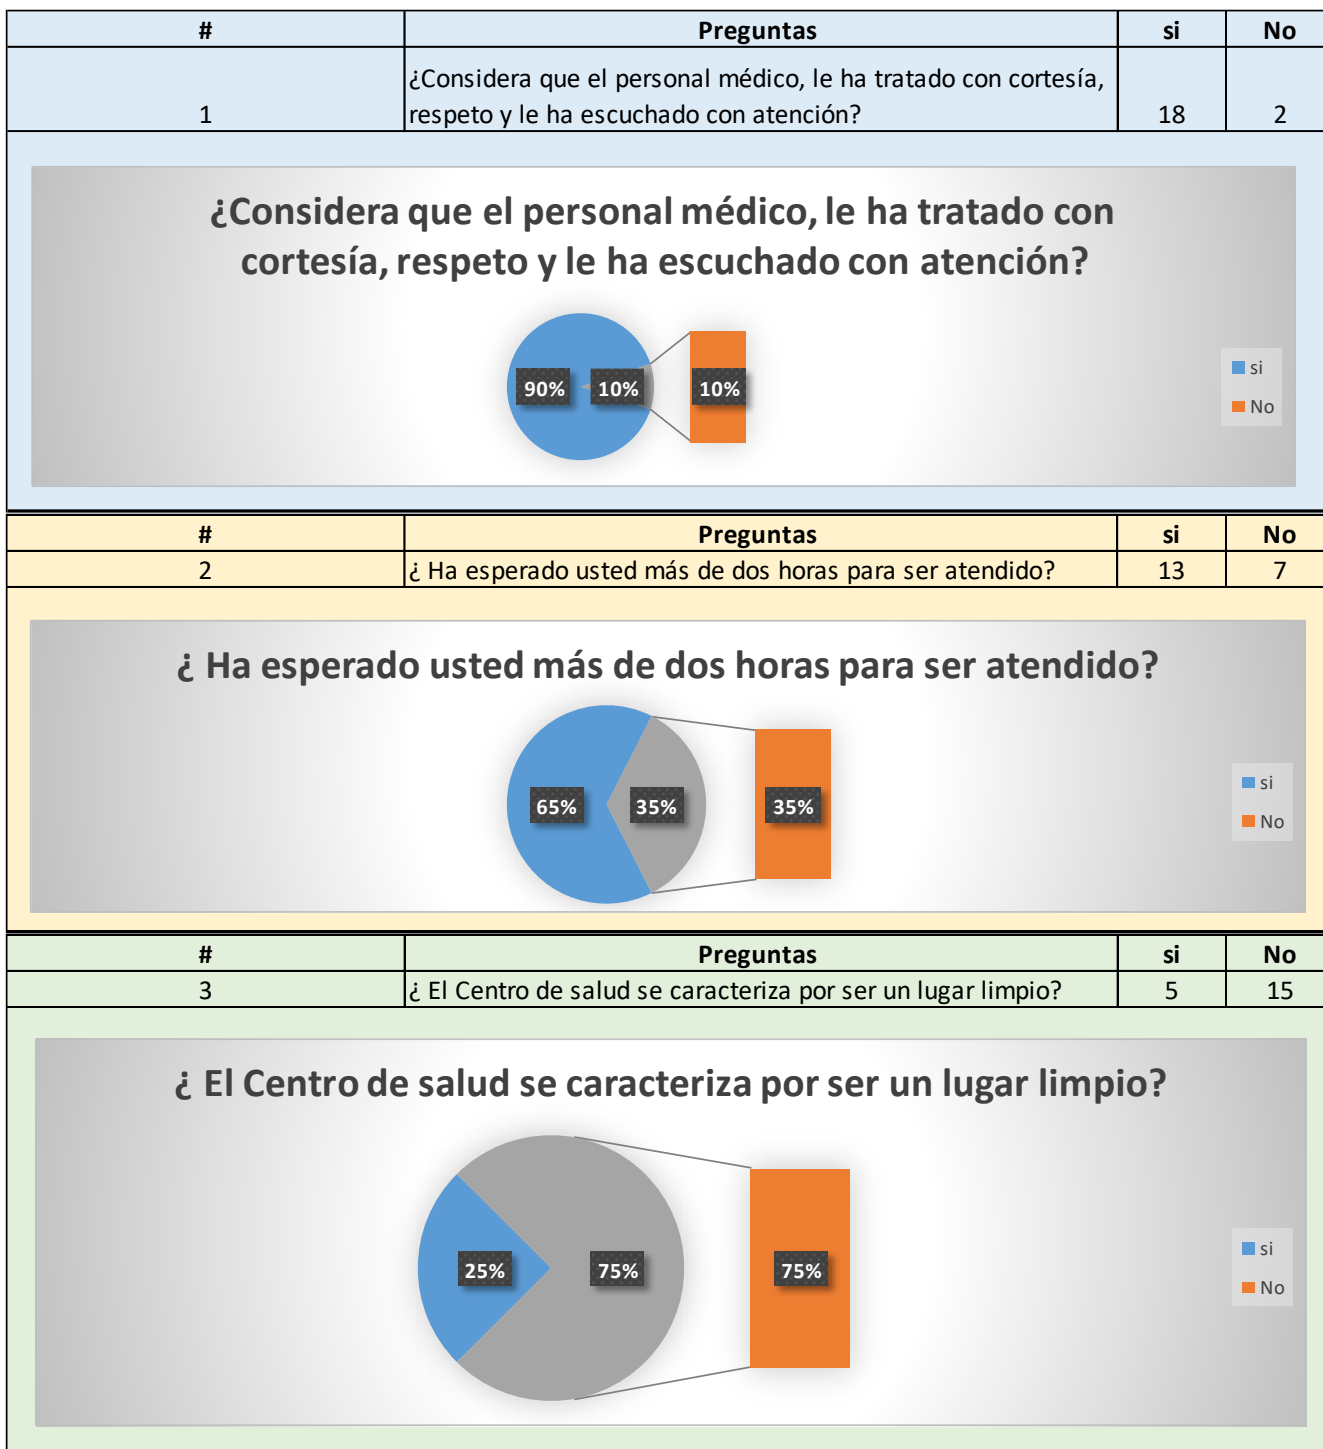 # Preguntas si No
¿Considera que el personal médico, le ha tratado con cortesía,
1 respeto y le ha escuchado con atención? 18 2
¿Considera que el personal médico, le ha tratado con
cortesía, respeto y le ha escuchado con atención?
90% 10% 10%
si
No
# Preguntas si No
2 ¿ Ha esperado usted más de dos horas para ser atendido? 13 7
¿ Ha esperado usted más de dos horas para ser atendido?
65% 35% 35%
si
No
# Preguntas si No
3 ¿ El Centro de salud se caracteriza por ser un lugar limpio? 5 15
¿ El Centro de salud se caracteriza por ser un lugar limpio?
25% 75% 75%
si
No